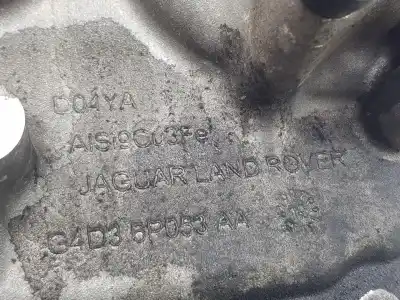 C04YA
AlSi9Cu3Fe
JAGUAR LAND ROVER
G4D3 6P053 AA